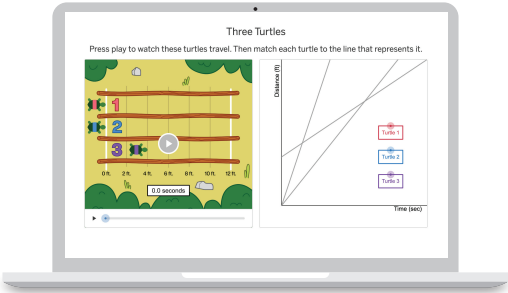 Three Turtles
Press play to watch these turtles travel. Then match each turtle to the line that represents it.
1
2
3
0 ft. 2 ft. 4 ft. 6 ft. 8 ft. 10 ft. 12 ft.
0.0 seconds
Distance (ft)
Turtle 1
Turtle 2
Turtle 3
Time (sec)